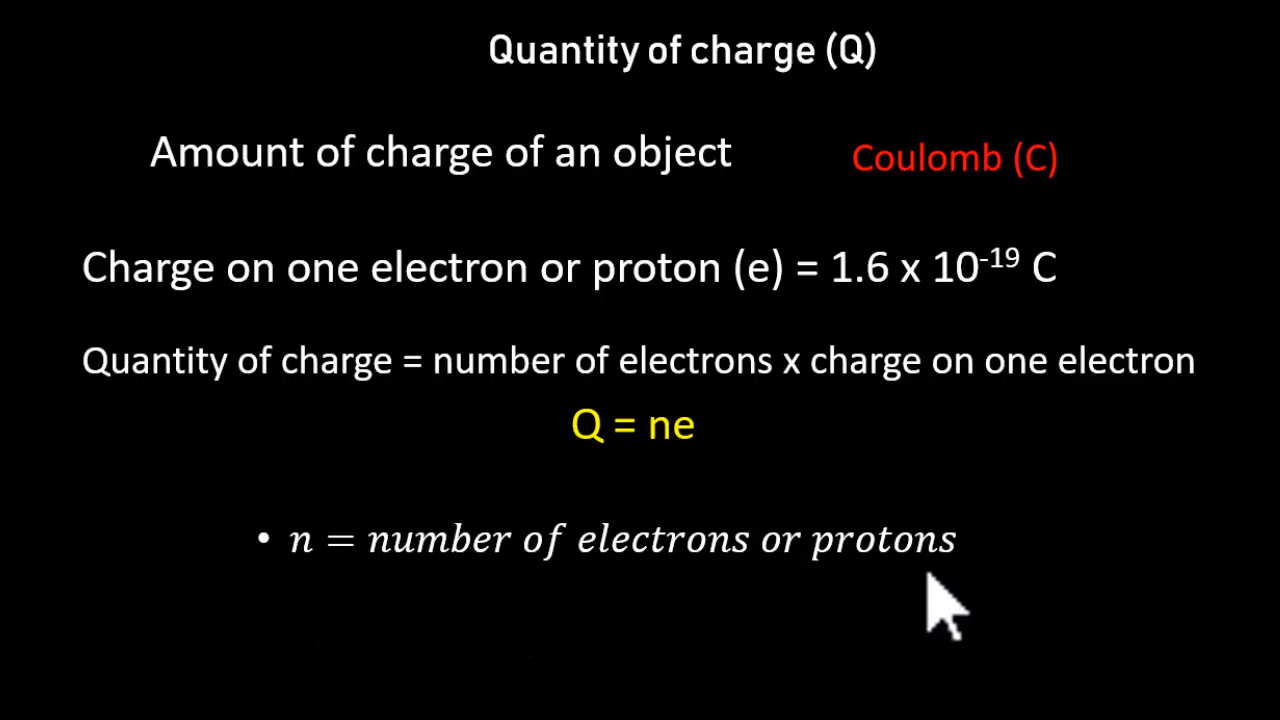 Quantity of charge (Q)
Amount of charge of an object Coulomb (C)
Charge on one electron or proton (e) = 1.6 x 10⁻¹⁹ C
Quantity of charge = number of electrons x charge on one electron
Q = ne
• n = number of electrons or protons